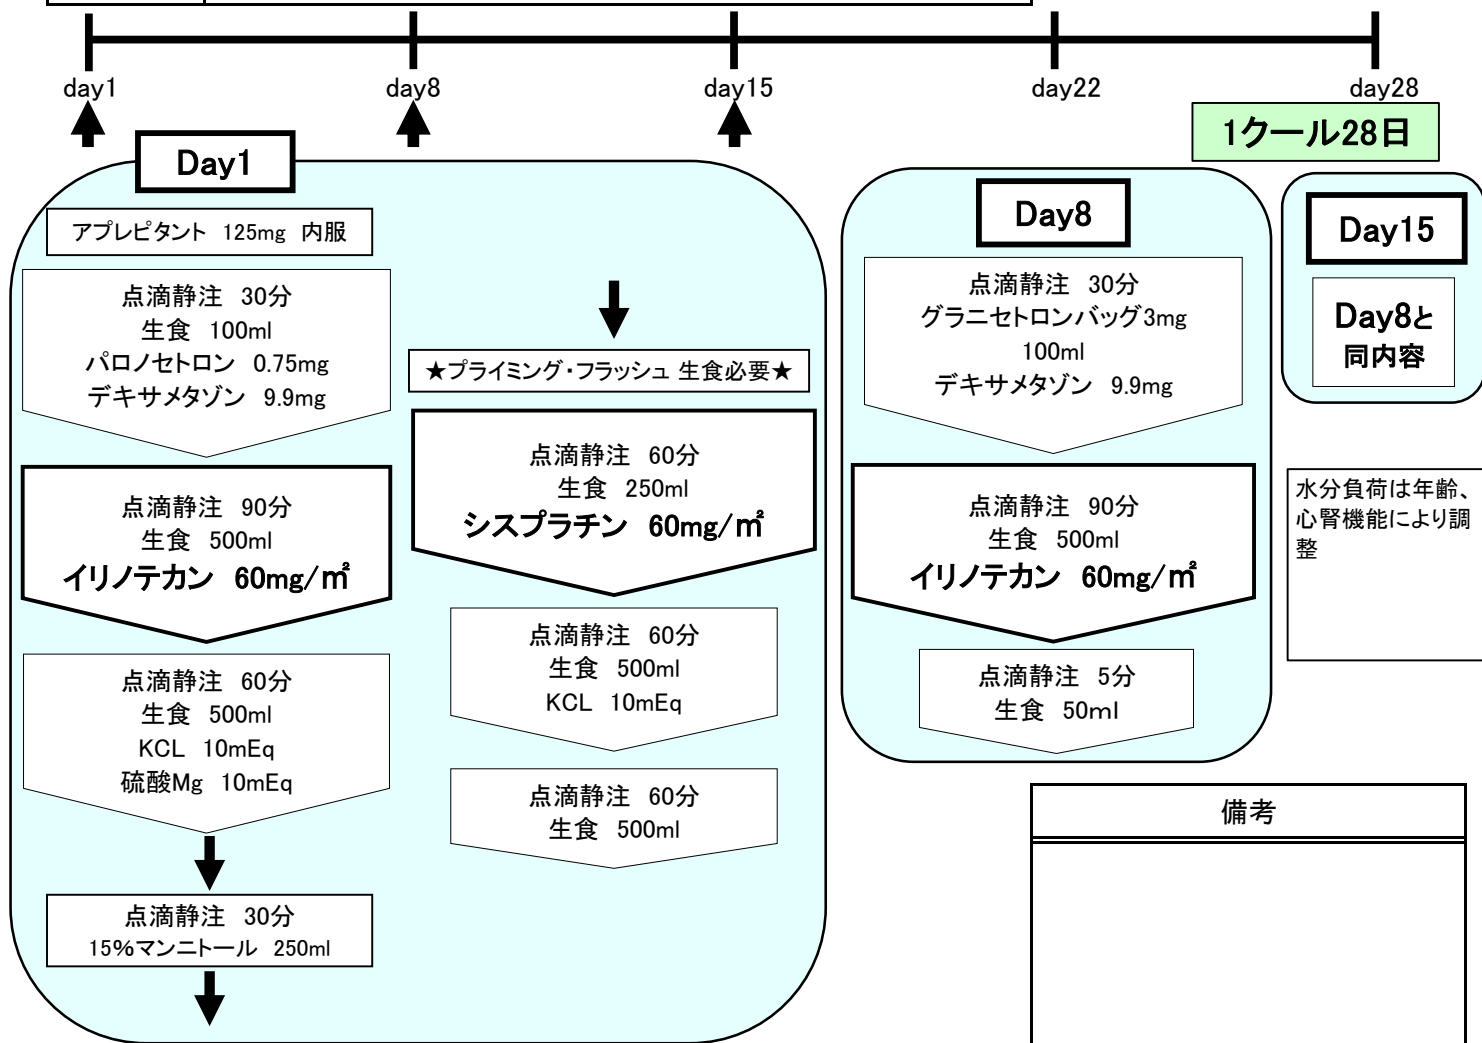 day1
day8
day15
day22
day28
1クール28日
Day1
アプレピタント 125mg 内服
点滴静注 30分
生食 100ml
パロノセトロン 0.75mg
デキサメタゾン 9.9mg
点滴静注 90分
生食 500ml
イリノテカン 60mg/㎡
点滴静注 60分
生食 500ml
KCL 10mEq
硫酸Mg 10mEq
点滴静注 30分
15%マンニトール 250ml
★プライミング・フラッシュ 生食必要★
点滴静注 60分
生食 250ml
シスプラチン 60mg/㎡
点滴静注 60分
生食 500ml
KCL 10mEq
点滴静注 60分
生食 500ml
Day8
点滴静注 30分
グラニセトロンバッグ3mg
100ml
デキサメタゾン 9.9mg
点滴静注 90分
生食 500ml
イリノテカン 60mg/㎡
点滴静注 5分
生食 50ml
Day15
Day8と
同内容
水分負荷は年齢、
心腎機能により調
整
備考